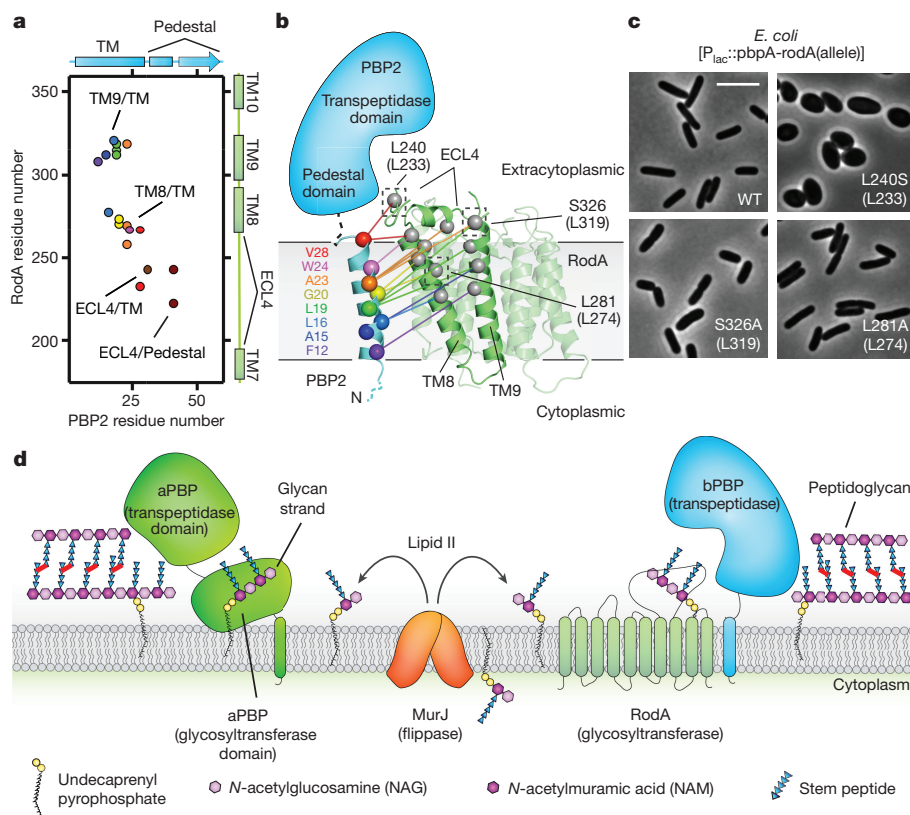 a
TM
Pedestal
RodA residue number
350
300
250
200
TM9/TM
TM8/TM
ECL4/TM
ECL4/Pedestal
25
50
PBP2 residue number
TM10
TM9
TM8
ECL4
TM7
b
PBP2
Transpeptidase domain
Pedestal
domain
L240
(L233)
ECL4
Extracytoplasmic
S326
(L319)
RodA
V28
W24
A23
G20
L19
L16
A15
F12
L281
(L274)
PBP2
N
TM8
TM9
Cytoplasmic
c
E. coli
[Plac::pbpA-rodA(allele)]
WT
L240S
(L233)
S326A
(L319)
L281A
(L274)
d
aPBP
(transpeptidase
domain)
Glycan
strand
Lipid II
bPBP
(transpeptidase)
Peptidoglycan
Cytoplasm
aPBP
(glycosyltransferase
domain)
MurJ
(flippase)
RodA
(glycosyltransferase)
Undecaprenyl
pyrophosphate
N-acetylglucosamine (NAG)
N-acetylmuramic acid (NAM)
Stem peptide